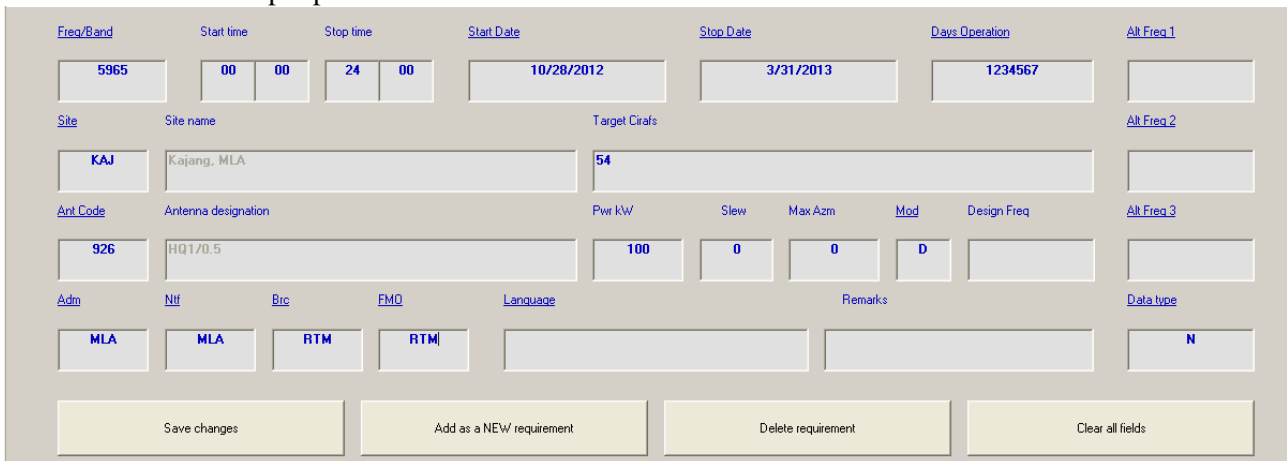 Freq/Band Start time Stop time Start Date Stop Date Days Operation Alt Freq 1
5965 00 00 24 00 10/28/2012 3/31/2013 1234567
Site Site name Target Cirafs Alt Freq 2
KAJ Kajang, MLA 54
Ant Code Antenna designation Pwr kW Slew Max Azm Mod Design Freq Alt Freq 3
926 HQ1/0.5 100 0 0 D
Adm Ntf Brc FMO Language Remarks Data type
MLA MLA RTM RTM N
Save changes Add as a NEW requirement Delete requirement Clear all fields